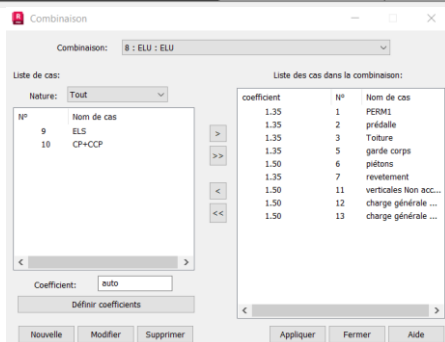 Combinaison
Combinaison: 8 : ELU : ELU
Liste de cas:
Nature: Tout
Nº Nom de cas
9 ELS
10 CP+CCP
>
>>
<
<<
Coefficient: auto
Définir coefficients
Nouvelle Modifier Supprimer
Liste des cas dans la combinaison:
coefficient Nº Nom de cas
1.35 1 PERM1
1.35 2 prédalle
1.35 3 Toiture
1.35 5 garde corps
1.50 6 piétons
1.35 7 revetement
1.50 11 verticales Non acc...
1.50 12 charge générale ...
1.50 13 charge générale ...
Appliquer Fermer Aide